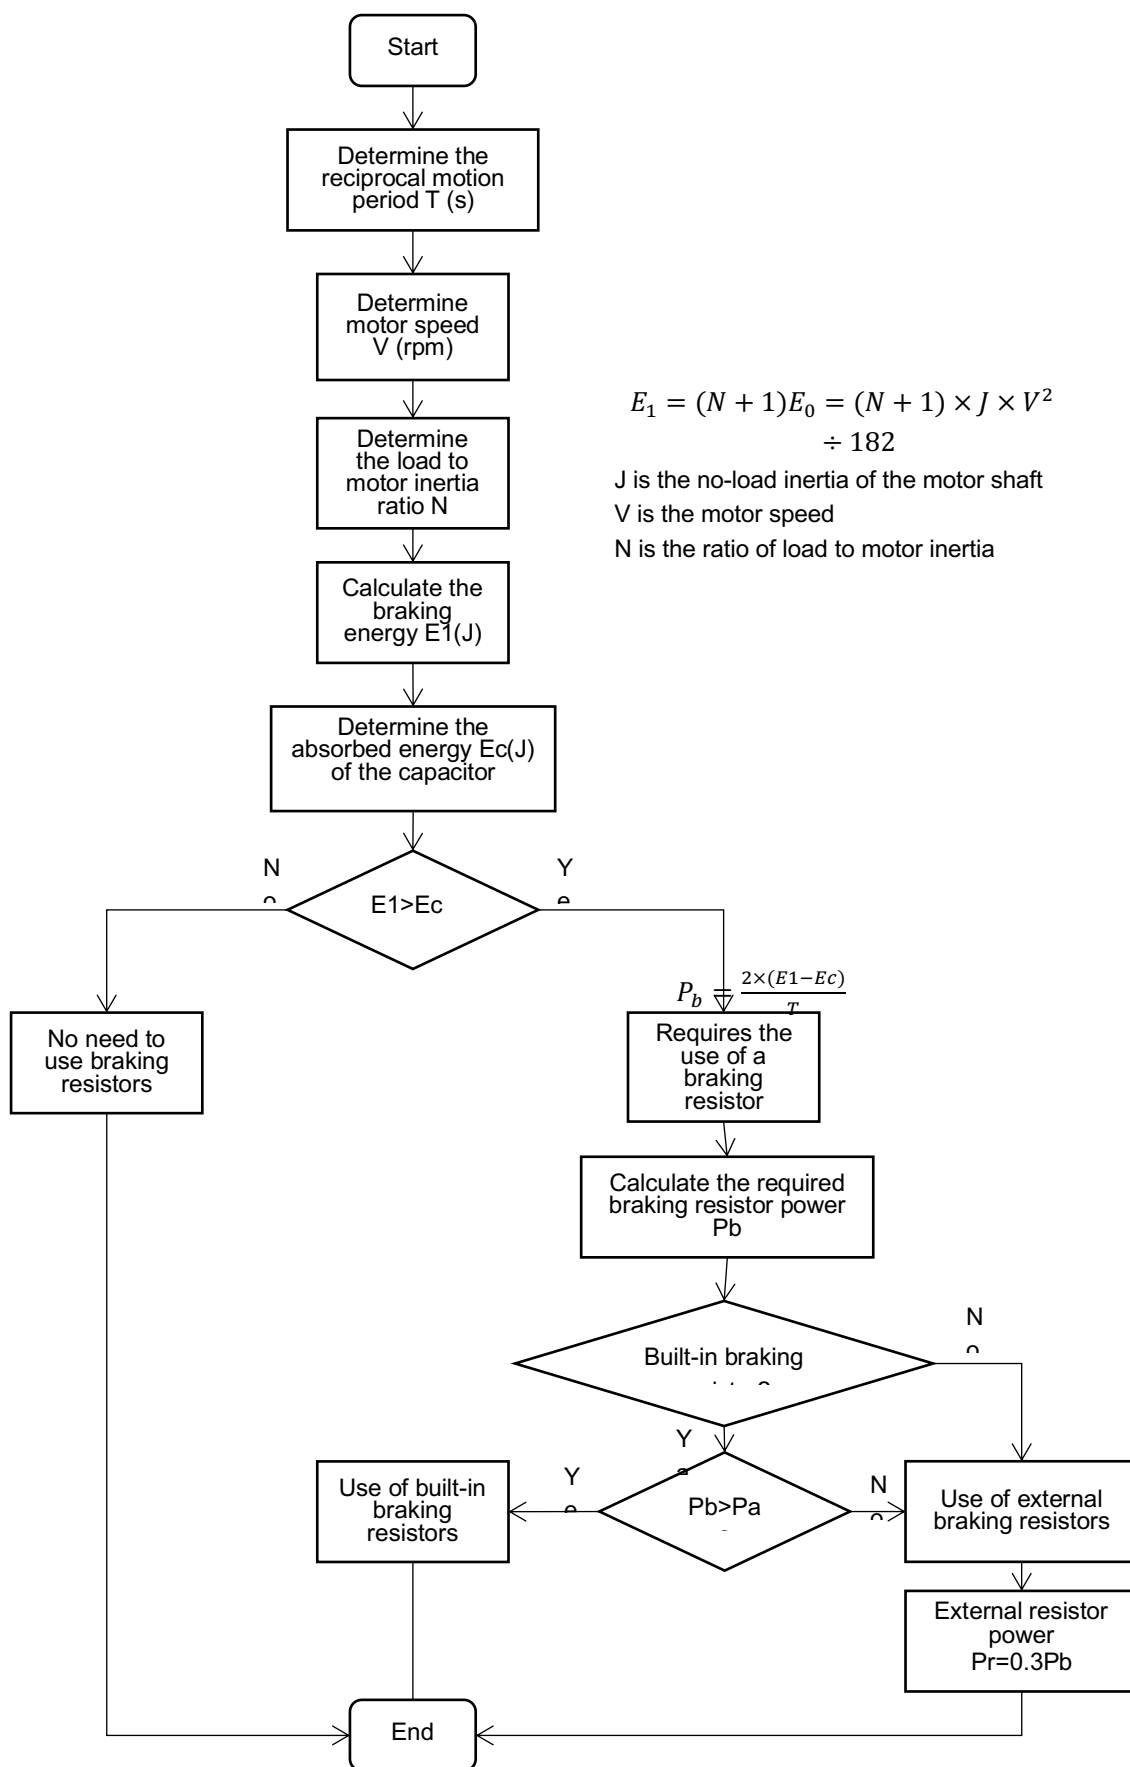 Start
Determine the
reciprocal motion
period T (s)
Determine
motor speed
V (rpm)
Determine
the load to
motor inertia
ratio N
E₁ = (N + 1)E₀ = (N + 1) × J × V²
÷ 182
J is the no-load inertia of the motor shaft
V is the motor speed
N is the ratio of load to motor inertia
Calculate the
braking
energy E1(J)
Determine the
absorbed energy Ec(J)
of the capacitor
N
Y
E1>Ec
P_b = 2×(E1−Ec) / T
No need to
use braking
resistors
Requires the
use of a
braking
resistor
Calculate the required
braking resistor power
Pb
N
Built-in braking
Y
Y
N
Use of built-in
braking
resistors
Pb>Pa
Use of external
braking resistors
External resistor
power
Pr=0.3Pb
End